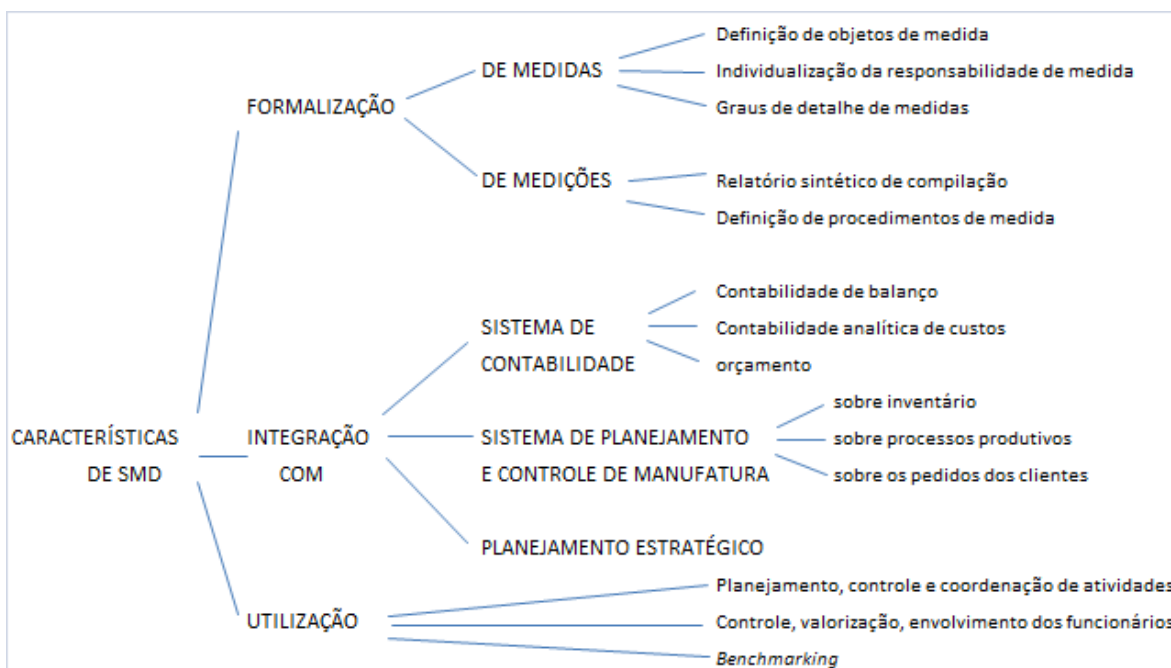 Definição de objetos de medida
DE MEDIDAS
Individualização da responsabilidade de medida
FORMALIZAÇÃO
Graus de detalhe de medidas
DE MEDIÇÕES
Relatório sintético de compilação
Definição de procedimentos de medida
Contabilidade de balanço
SISTEMA DE
Contabilidade analítica de custos
CONTABILIDADE
orçamento
sobre inventário
CARACTERÍSTICAS
INTEGRAÇÃO
SISTEMA DE PLANEJAMENTO
sobre processos produtivos
DE SMD
COM
E CONTROLE DE MANUFATURA
sobre os pedidos dos clientes
PLANEJAMENTO ESTRATÉGICO
Planejamento, controle e coordenação de atividades
UTILIZAÇÃO
Controle, valorização, envolvimento dos funcionários
Benchmarking